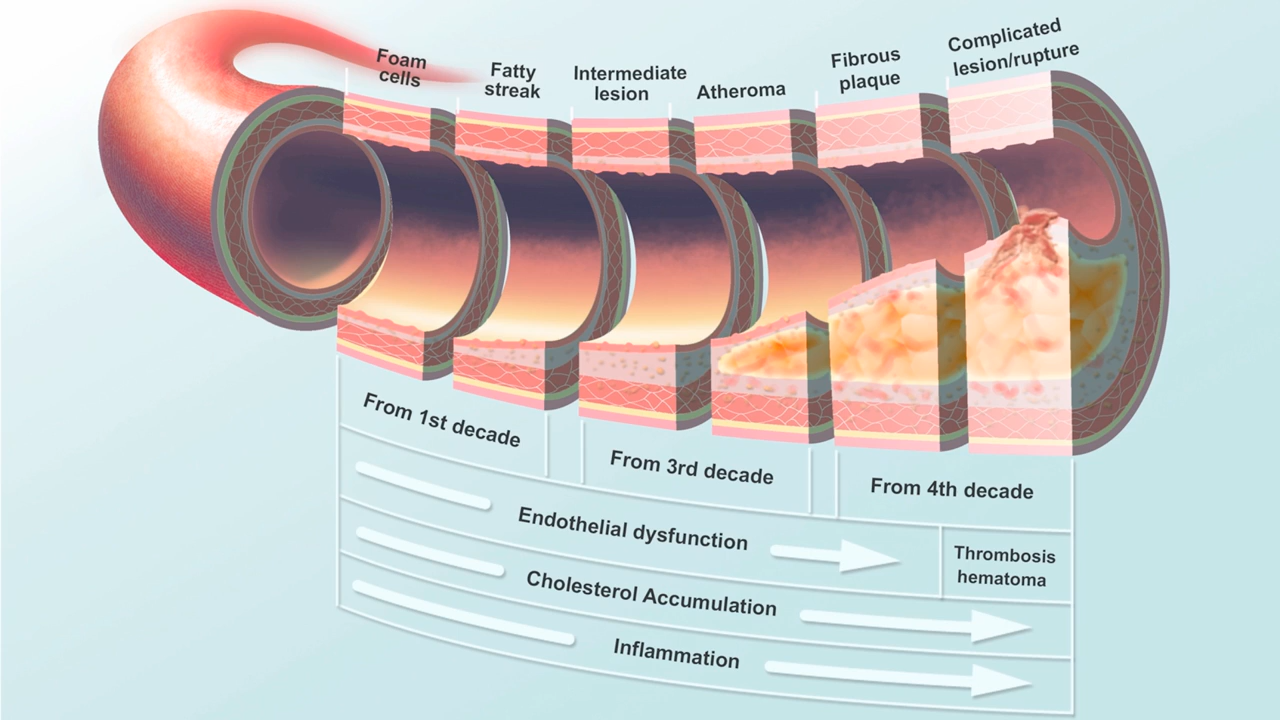 Foam
cells
Fatty
streak
Intermediate
lesion
Atheroma
Fibrous
plaque
Complicated
lesion/rupture
From 1st decade
From 3rd decade
From 4th decade
Endothelial dysfunction
Thrombosis
hematoma
Cholesterol Accumulation
Inflammation